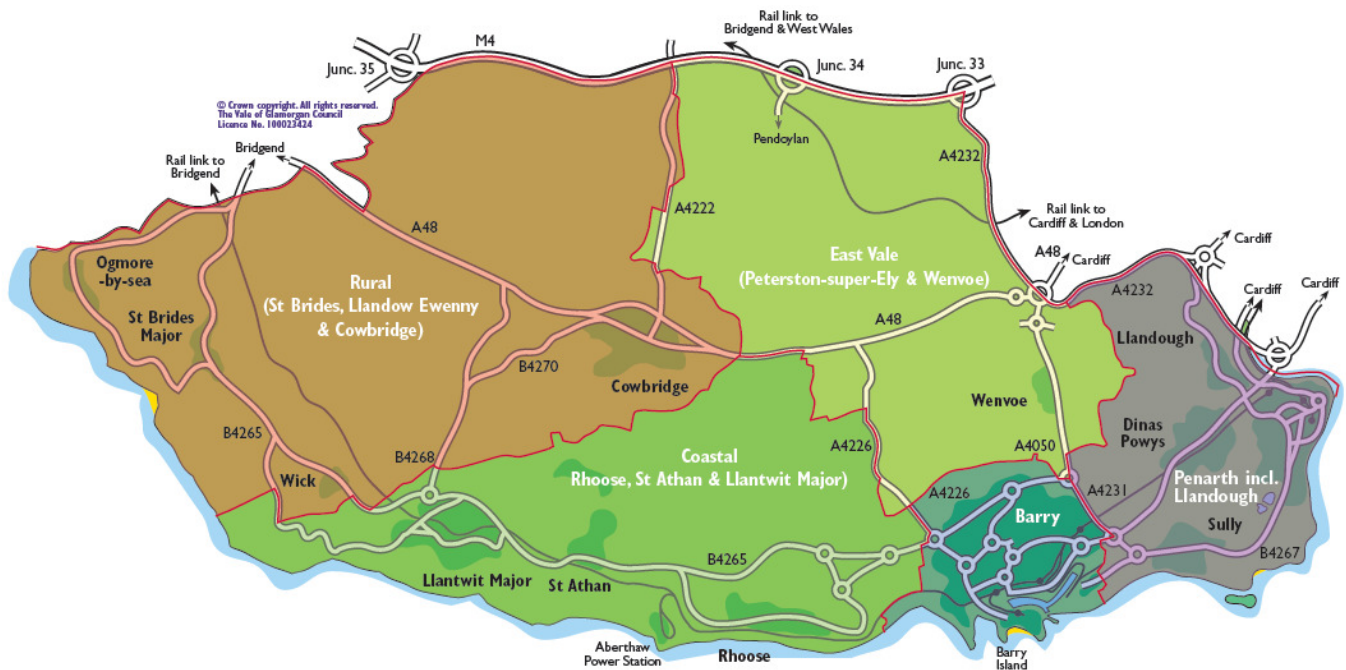 Rail link to
Bridgend & West Wales
M4
Junc. 35
Junc. 34
Junc. 33
© Crown copyright. All rights reserved.
The Vale of Glamorgan Council
Licence No. 100023424
Bridgend
Rail link to
Bridgend
Pendoylan
A4232
A4222
Rail link to
Cardiff & London
A48
A48
Cardiff
Cardiff
Cardiff
Cardiff
Ogmore
-by-sea
Rural
(St Brides, Llandow Ewenny
& Cowbridge)
East Vale
(Peterston-super-Ely & Wenvoe)
A4232
St Brides
Major
A48
Llandough
B4270
Cowbridge
Wenvoe
Dinas
Powys
B4265
B4268
A4226
A4050
Wick
Coastal
Rhoose, St Athan & Llantwit Major)
A4226
A4231
Penarth incl.
Llandough
Barry
Sully
B4265
B4267
Llantwit Major
St Athan
Aberthaw
Power Station
Rhoose
Barry
Island